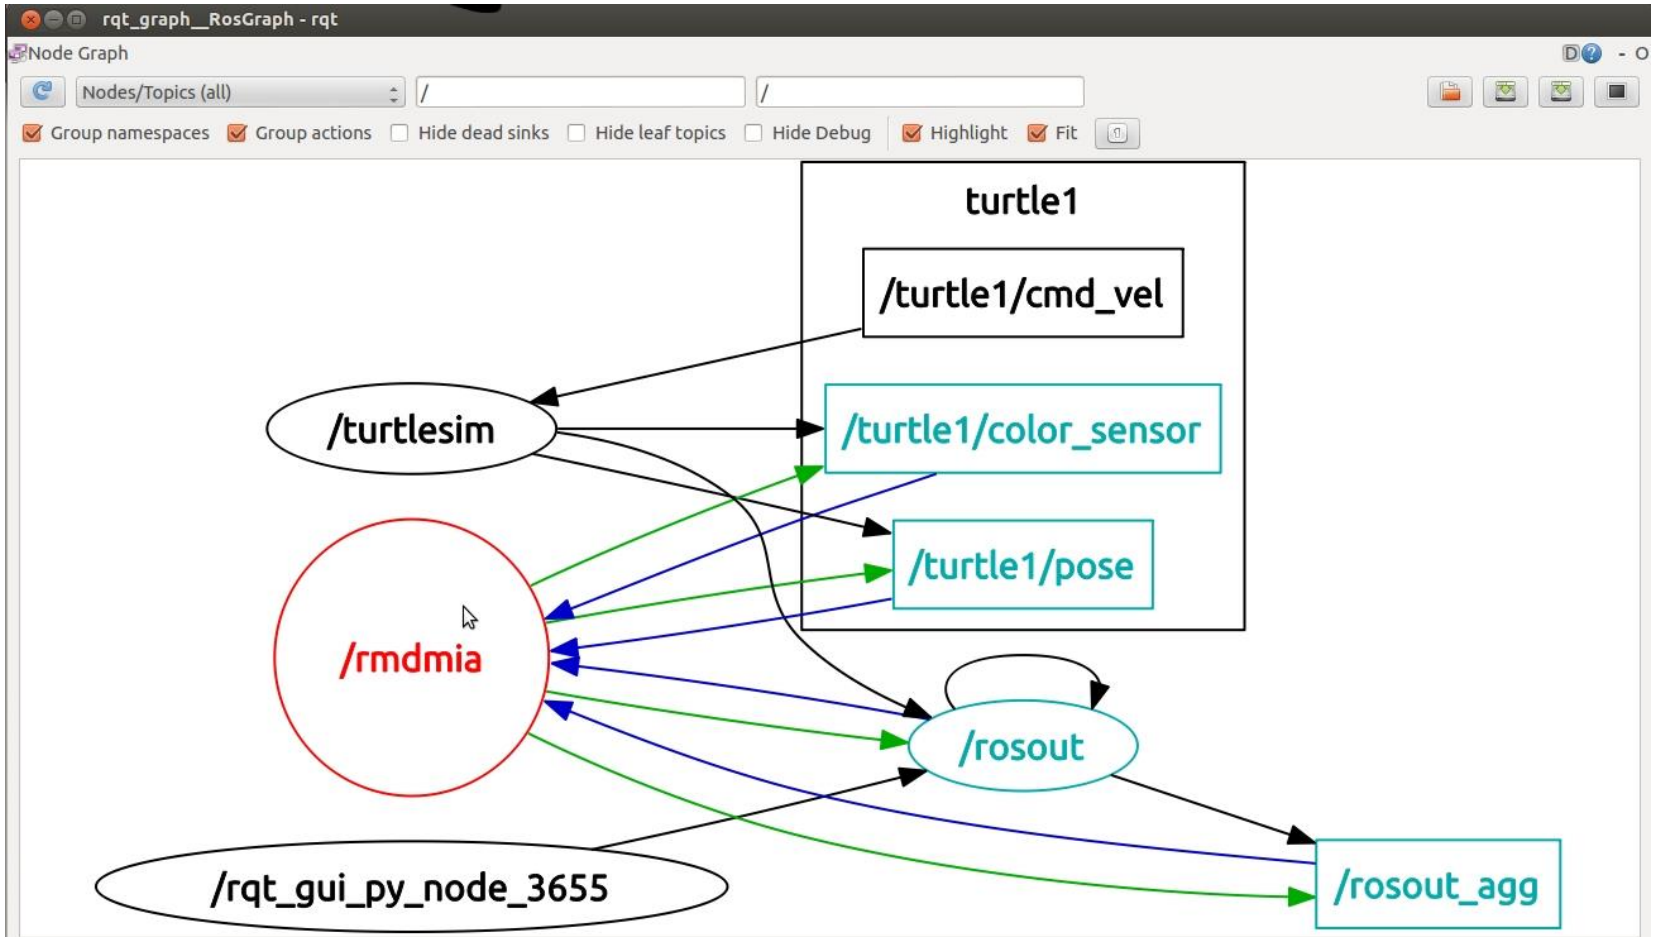 rqt_graph__RosGraph - rqt
Node Graph
D? - O
Nodes/Topics (all) / /
Group namespaces Group actions Hide dead sinks Hide leaf topics Hide Debug Highlight Fit
turtle1
/turtle1/cmd_vel
/turtlesim
/turtle1/color_sensor
/turtle1/pose
/rmdmia
/rosout
/rqt_gui_py_node_3655
/rosout_agg